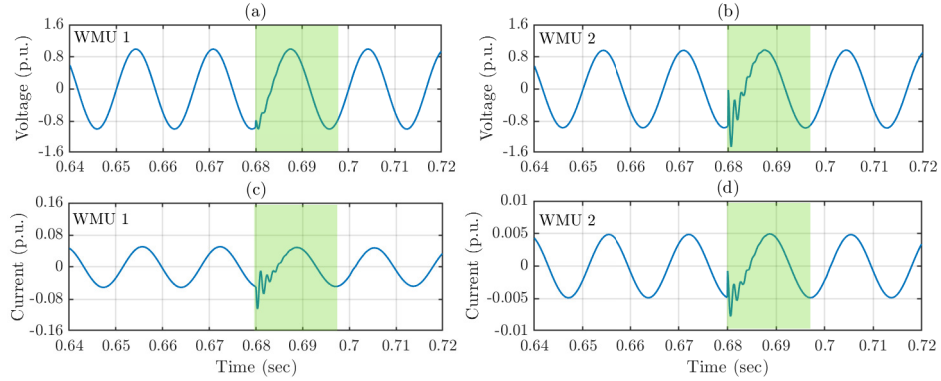 (a)
1.6
WMU 1
0.8
0
-0.8
-1.6
Voltage (p.u.)
0.64 0.65 0.66 0.67 0.68 0.69 0.7 0.71 0.72
(b)
1.6
WMU 2
0.8
0
-0.8
-1.6
Voltage (p.u.)
0.64 0.65 0.66 0.67 0.68 0.69 0.7 0.71 0.72
(c)
0.16
WMU 1
0.08
0
-0.08
-0.16
Current (p.u.)
0.64 0.65 0.66 0.67 0.68 0.69 0.7 0.71 0.72
Time (sec)
(d)
0.01
WMU 2
0.005
0
-0.005
-0.01
Current (p.u.)
0.64 0.65 0.66 0.67 0.68 0.69 0.7 0.71 0.72
Time (sec)